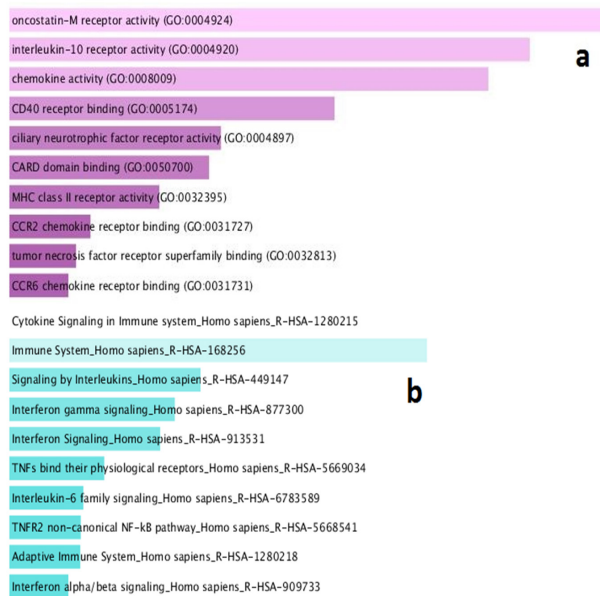 oncostatin-M receptor activity (GO:0004924)
interleukin-10 receptor activity (GO:0004920)
a
chemokine activity (GO:0008009)
CD40 receptor binding (GO:0005174)
ciliary neurotrophic factor receptor activity (GO:0004897)
CARD domain binding (GO:0050700)
MHC class II receptor activity (GO:0032395)
CCR2 chemokine receptor binding (GO:0031727)
tumor necrosis factor receptor superfamily binding (GO:0032813)
CCR6 chemokine receptor binding (GO:0031731)
Cytokine Signaling in Immune system_Homo sapiens_R-HSA-1280215
Immune System_Homo sapiens_R-HSA-168256
Signaling by Interleukins_Homo sapiens_R-HSA-449147
b
Interferon gamma signaling_Homo sapiens_R-HSA-877300
Interferon Signaling_Homo sapiens_R-HSA-913531
TNFs bind their physiological receptors_Homo sapiens_R-HSA-5669034
Interleukin-6 family signaling_Homo sapiens_R-HSA-6783589
TNFR2 non-canonical NF-kB pathway_Homo sapiens_R-HSA-5668541
Adaptive Immune System_Homo sapiens_R-HSA-1280218
Interferon alpha/beta signaling_Homo sapiens_R-HSA-909733